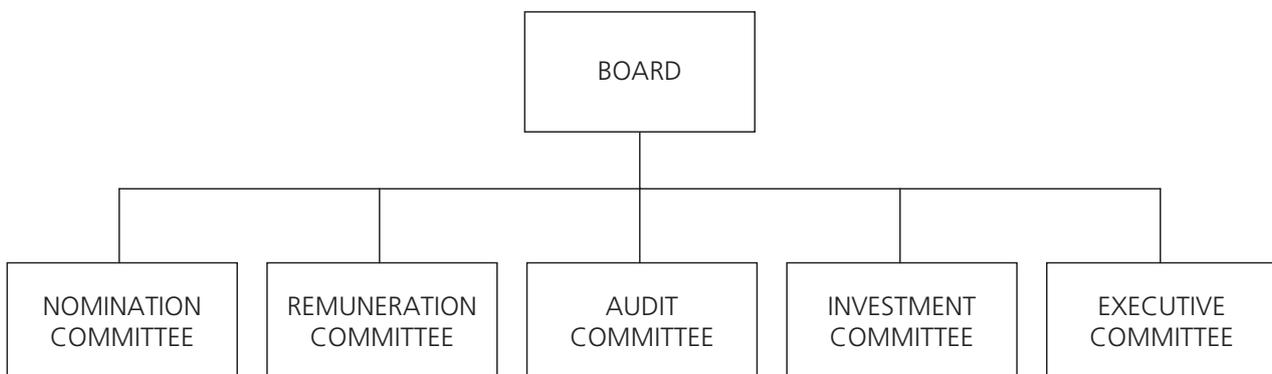 BOARD
NOMINATION
COMMITTEE
REMUNERATION
COMMITTEE
AUDIT
COMMITTEE
INVESTMENT
COMMITTEE
EXECUTIVE
COMMITTEE